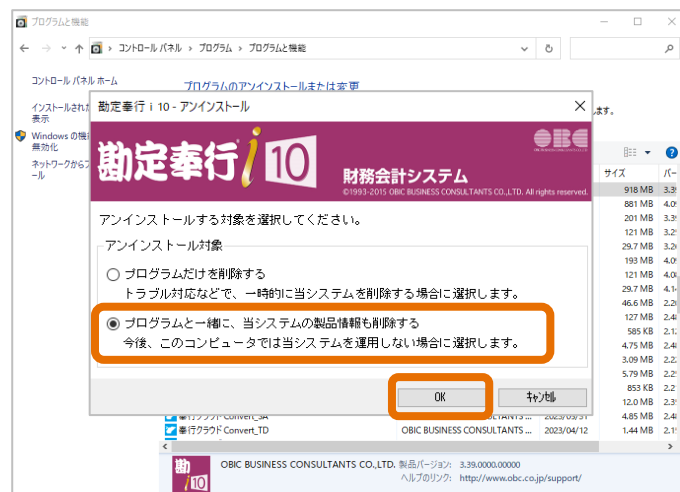 プログラムと機能
コントロール パネル › プログラム › プログラムと機能
コントロール パネル ホーム
プログラムのアンインストールまたは変更
インストールされた
表示
ます。
Windows の機
無効化
ネットワークからプ
ール
勘定奉行 i 10 - アンインストール
勘定奉行 i 10
OBC
財務会計システム
©1993-2015 OBIC BUSINESS CONSULTANTS CO.,LTD. All rights reserved.
アンインストールする対象を選択してください。
アンインストール対象
プログラムだけを削除する
トラブル対応などで、一時的に当システムを削除する場合に選択します。
プログラムと一緒に、当システムの製品情報も削除する
今後、このコンピュータでは当システムを運用しない場合に選択します。
OK
キャンセル
サイズ
バー
918 MB
881 MB
201 MB
121 MB
29.7 MB
193 MB
121 MB
29.7 MB
46.6 MB
127 MB
585 KB
4.75 MB
3.09 MB
5.79 MB
853 KB
12.0 MB
奉行クラウド Convert_SA
4.85 MB
奉行クラウド Convert_TD OBIC BUSINESS CONSULTANTS ... 2023/04/12 1.44 MB
OBIC BUSINESS CONSULTANTS CO.,LTD. 製品バージョン: 3.39.0000.00000
ヘルプのリンク: http://www.obc.co.jp/support/